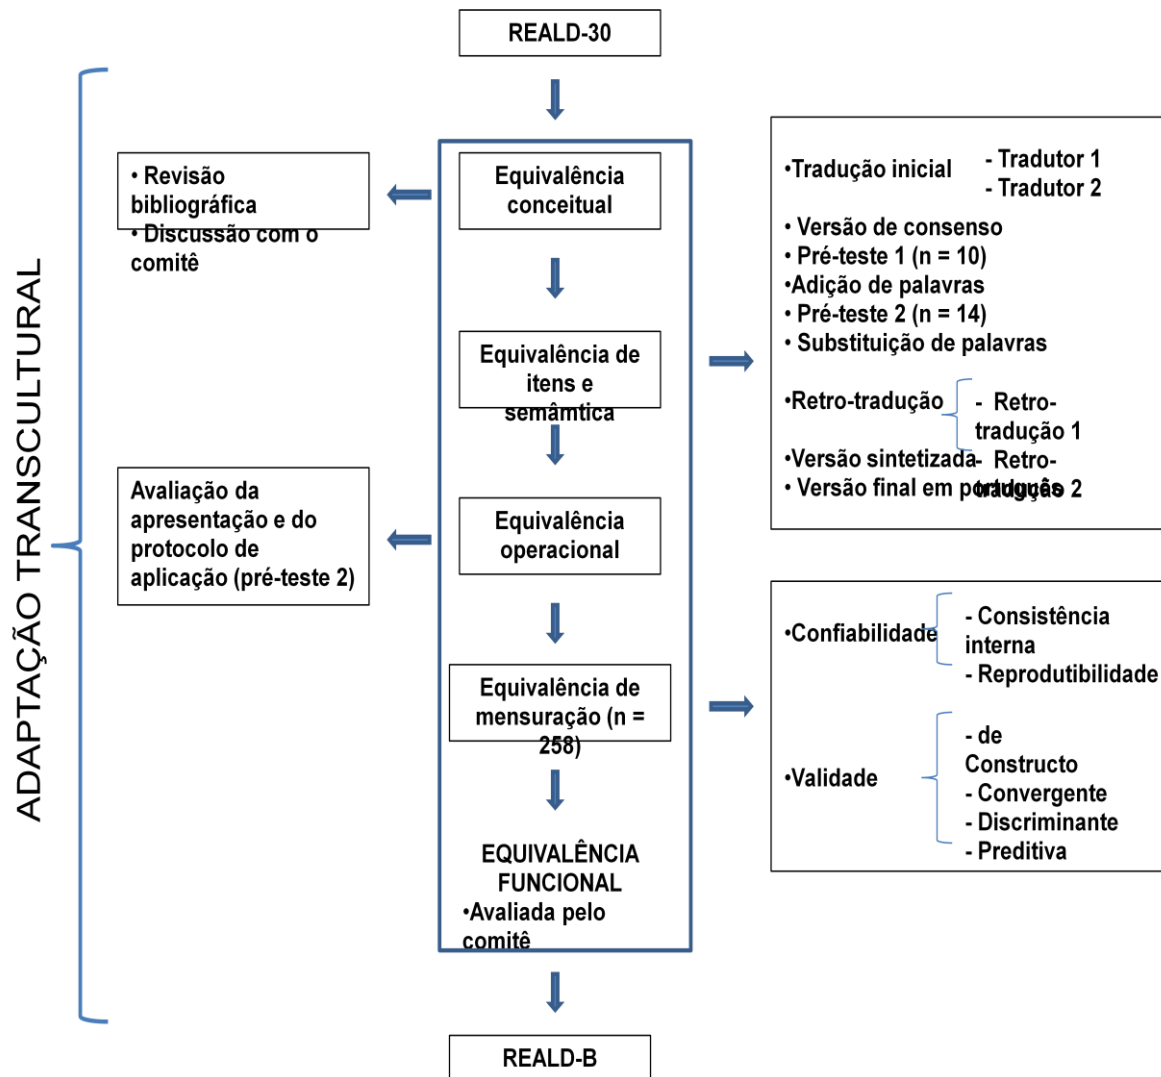 REALD-30
ADAPTAÇÃO TRANSCULTURAL
• Revisão
bibliográfica
• Discussão com o
comitê
Equivalência
conceitual
•Tradução inicial
- Tradutor 1
- Tradutor 2
• Versão de consenso
• Pré-teste 1 (n = 10)
•Adição de palavras
• Pré-teste 2 (n = 14)
• Substituição de palavras
•Retro-tradução
- Retro-
tradução 1
- Retro-
tradução 2
•Versão sintetizada
• Versão final em português
Equivalência de
itens e
semâmtica
Avaliação da
apresentação e do
protocolo de
aplicação (pré-teste 2)
Equivalência
operacional
Equivalência de
mensuração (n =
258)
•Confiabilidade
- Consistência
interna
- Reprodutibilidade
•Validade
- de
Constructo
- Convergente
- Discriminante
- Preditiva
EQUIVALÊNCIA
FUNCIONAL
•Avaliada pelo
comitê
REALD-B